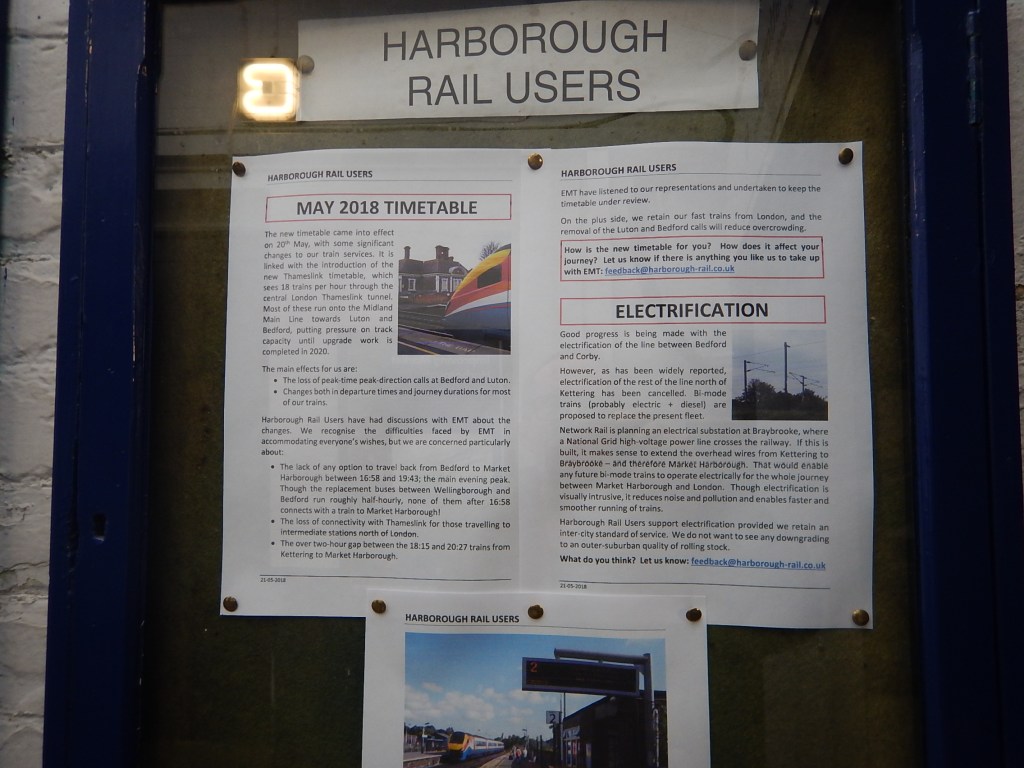 HARBOROUGH
RAIL USERS
HARBOROUGH RAIL USERS
MAY 2018 TIMETABLE
The new timetable came into effect
on 20th May, with some significant
changes to our train services. It is
linked with the introduction of the
new Thameslink timetable, which
sees 18 trains per hour through the
central London Thameslink tunnel.
Most of these run onto the Midland
Main Line towards Luton and
Bedford, putting pressure on track
capacity until upgrade work is
completed in 2020.
The main effects for us are:
• The loss of peak-time peak-direction calls at Bedford and Luton.
• Changes both in departure times and journey durations for most
of our trains.
Harborough Rail Users have had discussions with EMT about the
changes. We recognise the difficulties faced by EMT in
accommodating everyone's wishes, but we are concerned particularly
about:
• The lack of any option to travel back from Bedford to Market
Harborough between 16:58 and 19:43; the main evening peak.
Though the replacement buses between Wellingborough and
Bedford run roughly half-hourly, none of them after 16:58
connects with a train to Market Harborough!
• The loss of connectivity with Thameslink for those travelling to
intermediate stations north of London.
• The over two-hour gap between the 18:15 and 20:27 trains from
Kettering to Market Harborough.
21-05-2018
HARBOROUGH RAIL USERS
EMT have listened to our representations and undertaken to keep the
timetable under review.
On the plus side, we retain our fast trains from London, and the
removal of the Luton and Bedford calls will reduce overcrowding.
How is the new timetable for you? How does it affect your
journey? Let us know if there is anything you like us to take up
with EMT: feedback@harborough-rail.co.uk
ELECTRIFICATION
Good progress is being made with the
electrification of the line between Bedford
and Corby.
However, as has been widely reported,
electrification of the rest of the line north of
Kettering has been cancelled. Bi-mode
trains (probably electric + diesel) are
proposed to replace the present fleet.
Network Rail is planning an electrical substation at Braybrooke, where
a National Grid high-voltage power line crosses the railway. If this is
built, it makes sense to extend the overhead wires from Kettering to
Braybrooke – and therefore Market Harborough. That would enable
any future bi-mode trains to operate electrically for the whole journey
between Market Harborough and London. Though electrification is
visually intrusive, it reduces noise and pollution and enables faster and
smoother running of trains.
Harborough Rail Users support electrification provided we retain an
inter-city standard of service. We do not want to see any downgrading
to an outer-suburban quality of rolling stock.
What do you think? Let us know: feedback@harborough-rail.co.uk
21-05-2018
HARBOROUGH RAIL USERS
2
2